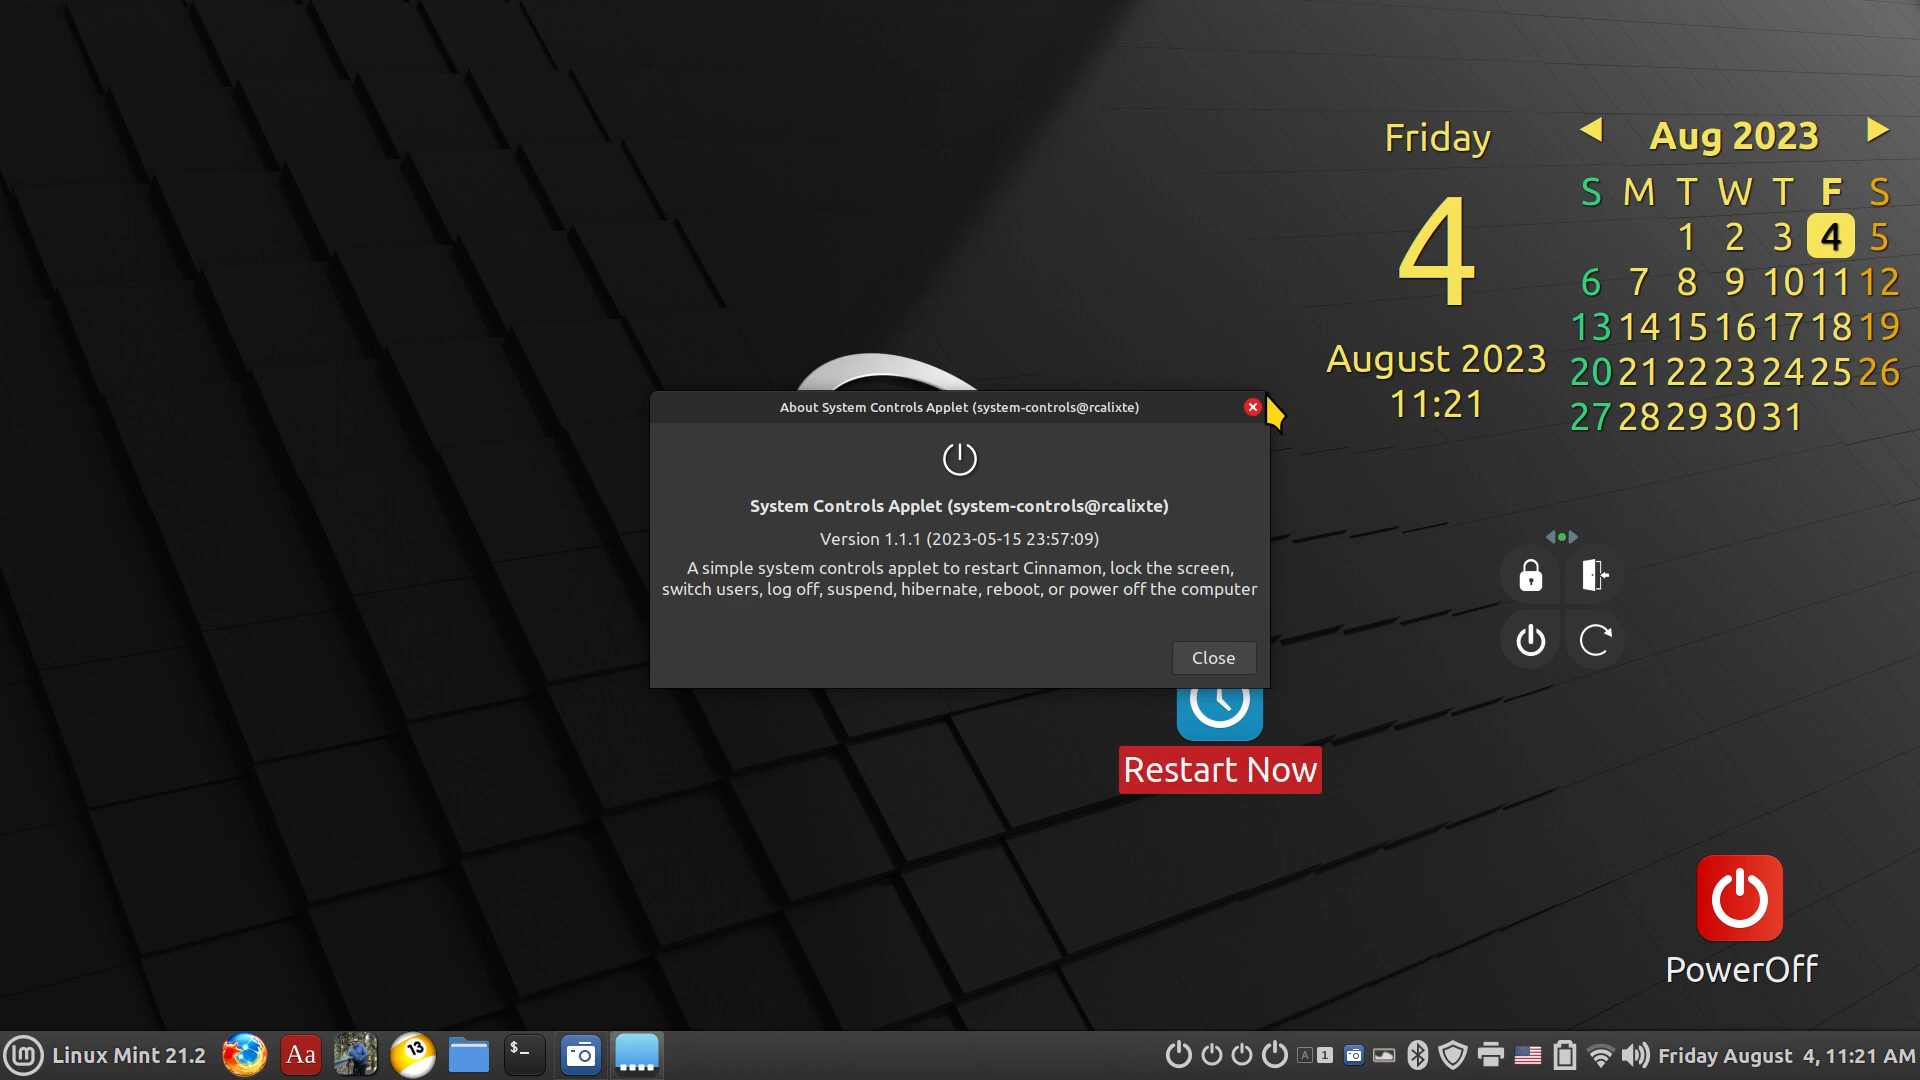 Friday
4
August 2023
11:21
Aug 2023
S M T W T F S
1 2 3 4 5
6 7 8 9 10 11 12
13 14 15 16 17 18 19
20 21 22 23 24 25 26
27 28 29 30 31
About System Controls Applet (system-controls@rcalixte)
System Controls Applet (system-controls@rcalixte)
Version 1.1.1 (2023-05-15 23:57:09)
A simple system controls applet to restart Cinnamon, lock the screen,
switch users, log off, suspend, hibernate, reboot, or power off the computer
Close
Restart Now
PowerOff
Linux Mint 21.2
Aa
13
$_
A
1
Friday August 4, 11:21 AM